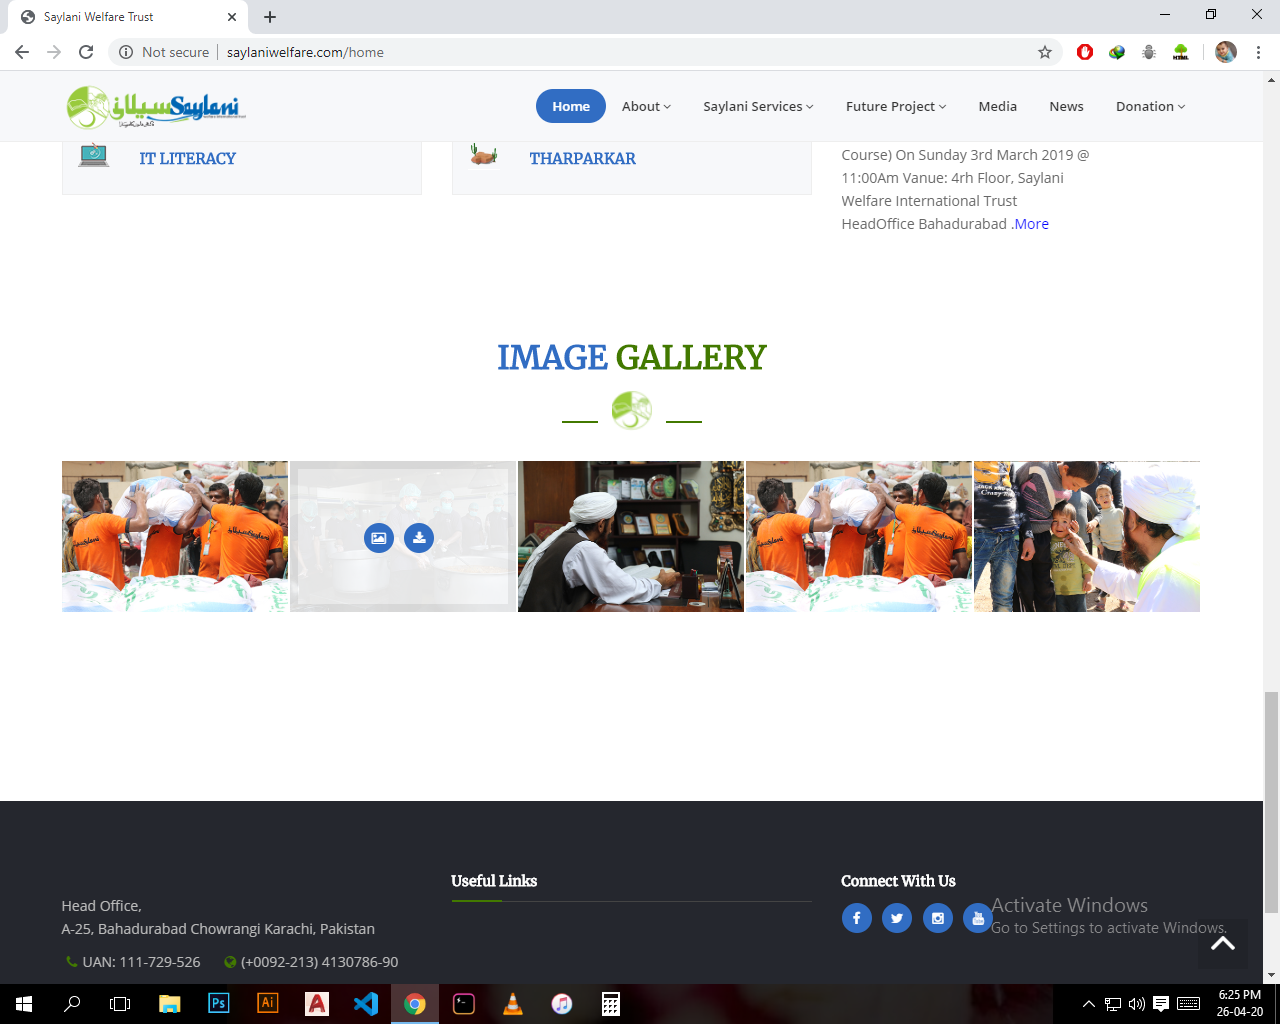 Saylani Welfare Trust
Not secure
saylaniwelfare.com/home
سیلانی Saylani
Home
About
Saylani Services
Future Project
Media
News
Donation
IT LITERACY
THARPARKAR
Course) On Sunday 3rd March 2019 @
11:00Am Vanue: 4rh Floor, Saylani
Welfare International Trust
HeadOffice Bahadurabad .More
IMAGE GALLERY
Useful Links
Connect With Us
Head Office,
A-25, Bahadurabad Chowrangi Karachi, Pakistan
UAN: 111-729-526
(+0092-213) 4130786-90
Activate Windows
Go to Settings to activate Windows.
Ps
Ai
6:25 PM
26-04-20